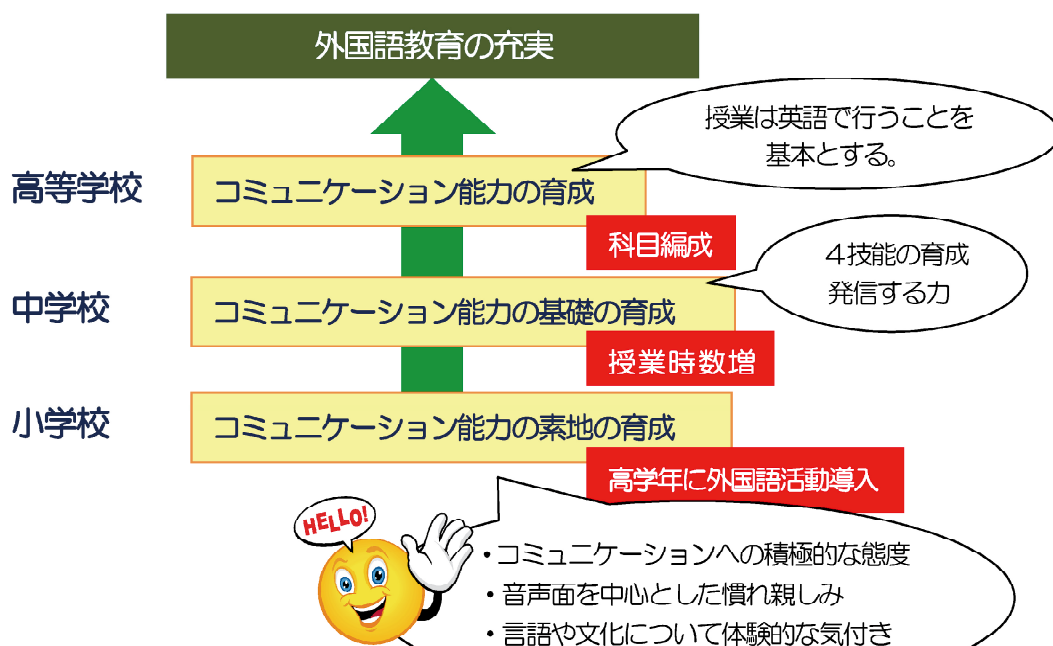 外国語教育の充実
授業は英語で行うことを
基本とする。
高等学校
コミュニケーション能力の育成
科目編成
4技能の育成
発信する力
中学校
コミュニケーション能力の基礎の育成
授業時数増
小学校
コミュニケーション能力の素地の育成
高学年に外国語活動導入
HELLO!
・コミュニケーションへの積極的な態度
・音声面を中心とした慣れ親しみ
・言語や文化について体験的な気付き